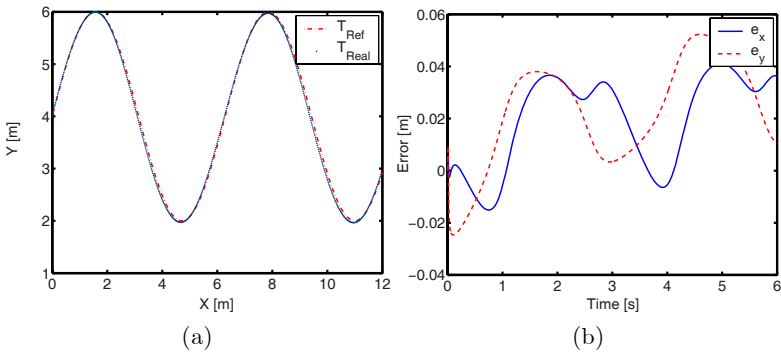 6
5
4
3
2
1
Y [m]
0 2 4 6 8 10 12
X [m]
T_Ref
T_Real
(a)
0.06
0.04
0.02
0
−0.02
−0.04
Error [m]
0 1 2 3 4 5 6
Time [s]
e_x
e_y
(b)